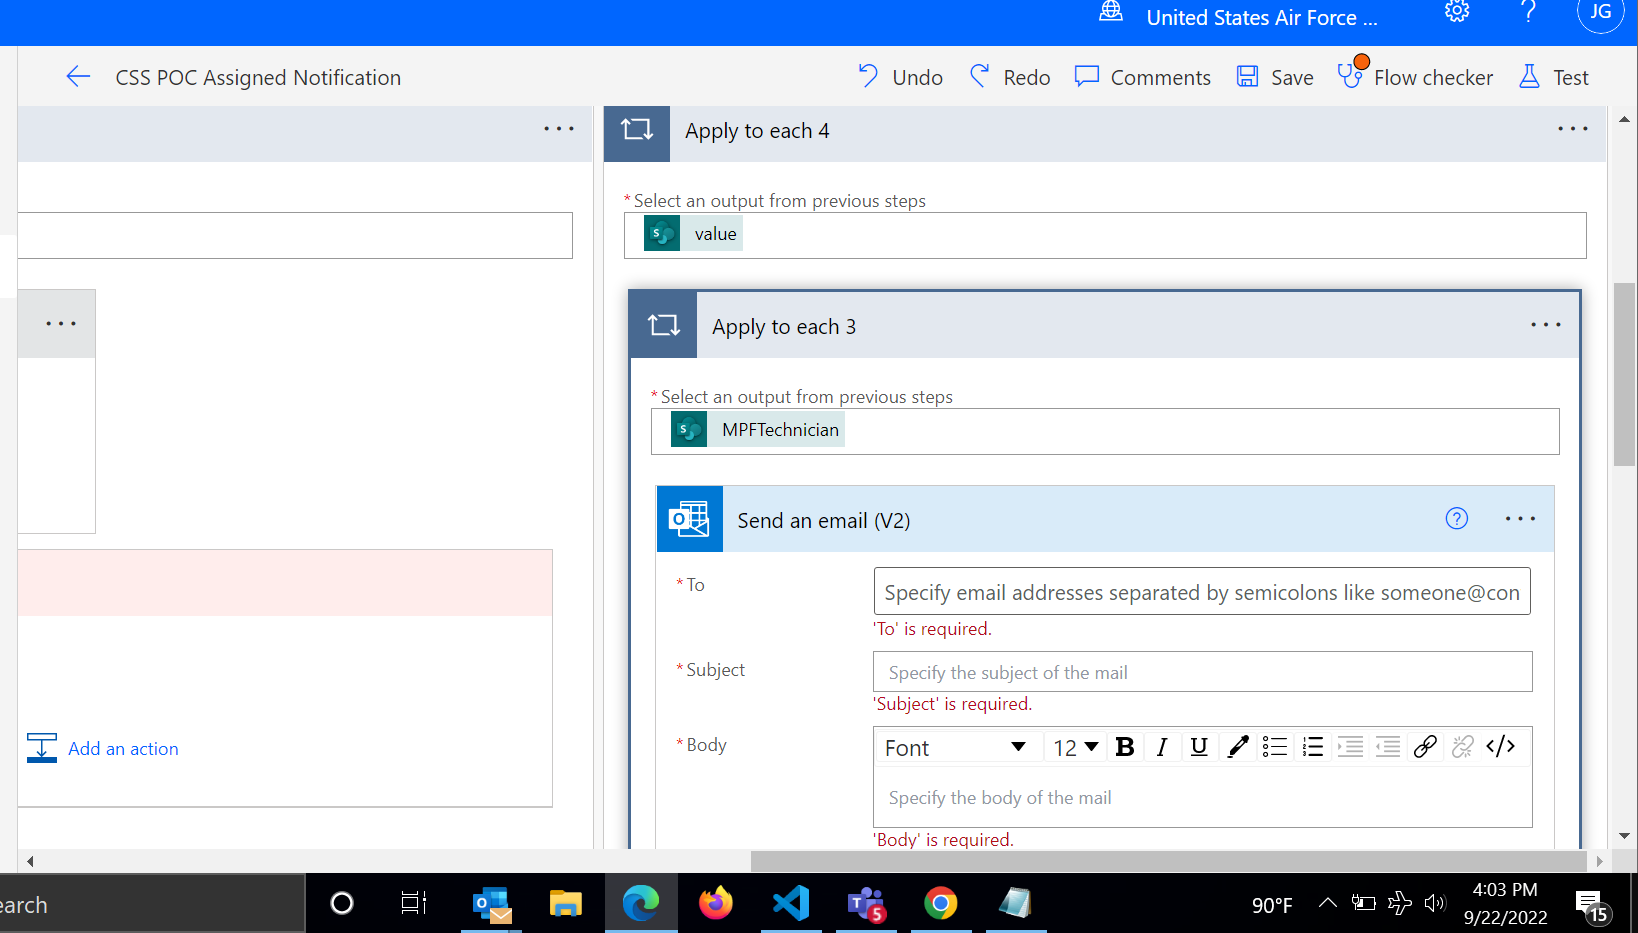 United States Air Force ...
JG
CSS POC Assigned Notification
Undo
Redo
Comments
Save
Flow checker
Test
Apply to each 4
* Select an output from previous steps
value
Apply to each 3
* Select an output from previous steps
MPFTechnician
Send an email (V2)
* To
Specify email addresses separated by semicolons like someone@con
'To' is required.
* Subject
Specify the subject of the mail
'Subject' is required.
* Body
Font
12
B
I
U
Specify the body of the mail
'Body' is required.
Add an action
earch
5
90°F
4:03 PM
9/22/2022
15